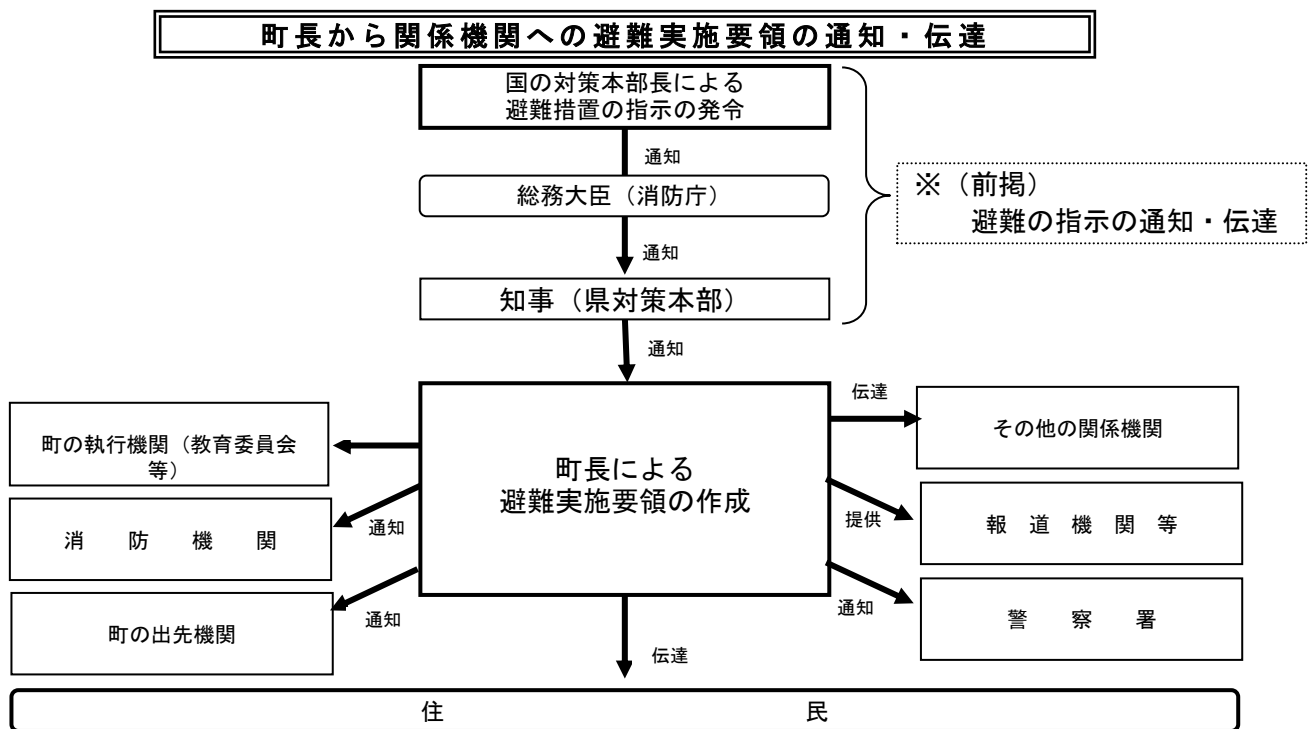 町長から関係機関への避難実施要領の通知・伝達
国の対策本部長による
避難措置の指示の発令
通知
総務大臣（消防庁）
※（前掲）
避難の指示の通知・伝達
通知
知事（県対策本部）
通知
町の執行機関（教育委員会
等）
消防機関
通知
町の出先機関
通知
町長による
避難実施要領の作成
伝達
その他の関係機関
提供
報道機関等
通知
警察署
伝達
住民